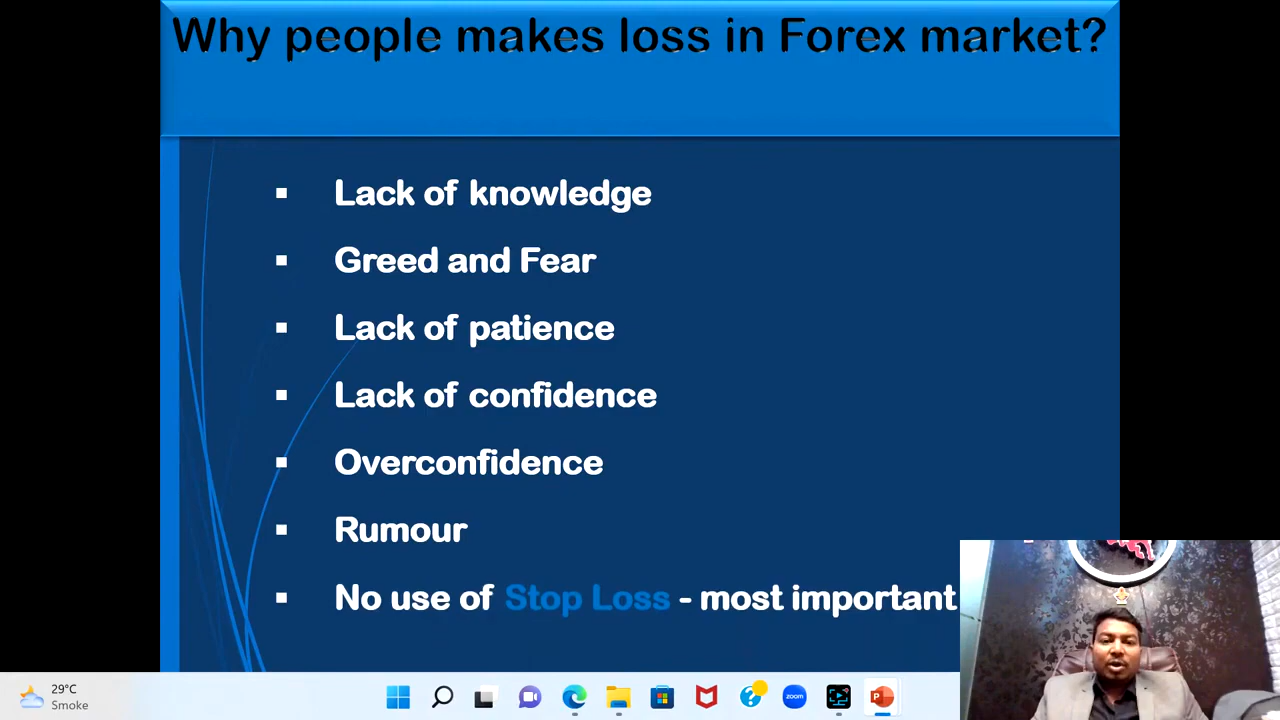 Why people makes loss in Forex market?
Lack of knowledge
Greed and Fear
Lack of patience
Lack of confidence
Overconfidence
Rumour
No use of Stop Loss - most important
29°C
Smoke
zoom